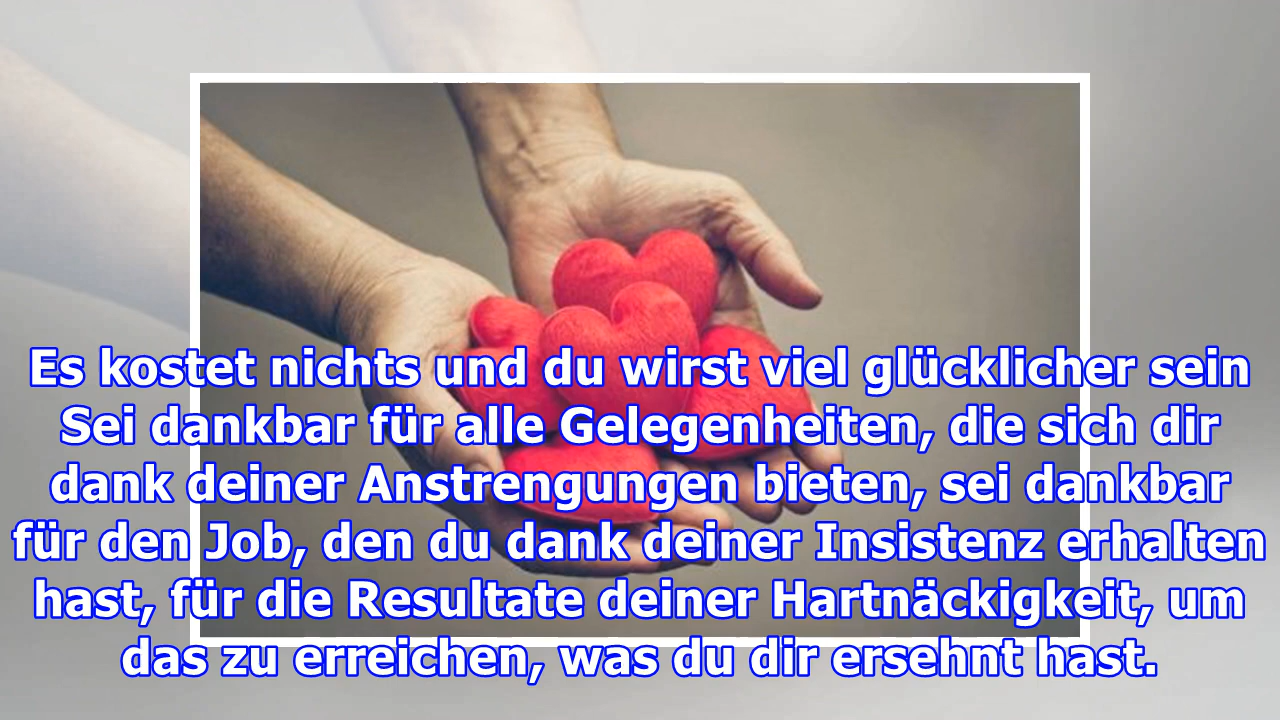 Es kostet nichts und du wirst viel glücklicher sein
Sei dankbar für alle Gelegenheiten, die sich dir
dank deiner Anstrengungen bieten, sei dankbar
für den Job, den du dank deiner Insistenz erhalten
hast, für die Resultate deiner Hartnäckigkeit, um
das zu erreichen, was du dir ersehnt hast.